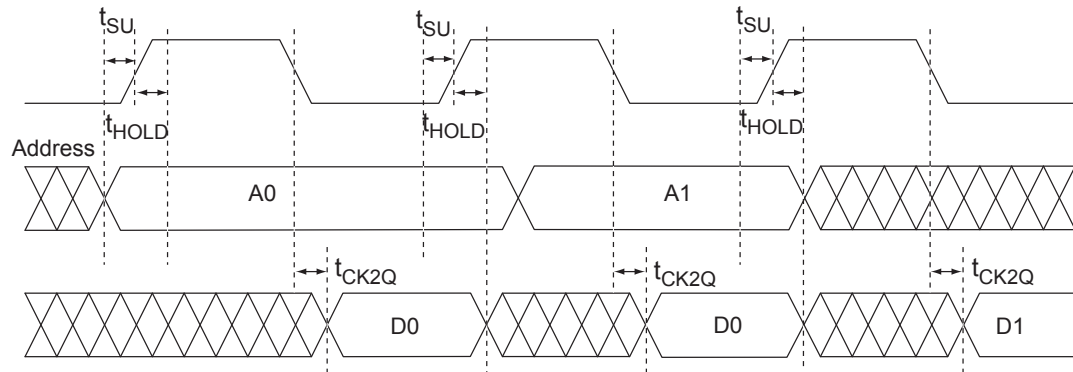 tSU tSU tSU
tHOLD tHOLD tHOLD
Address
A0 A1
tCK2Q tCK2Q tCK2Q
D0 D0 D1